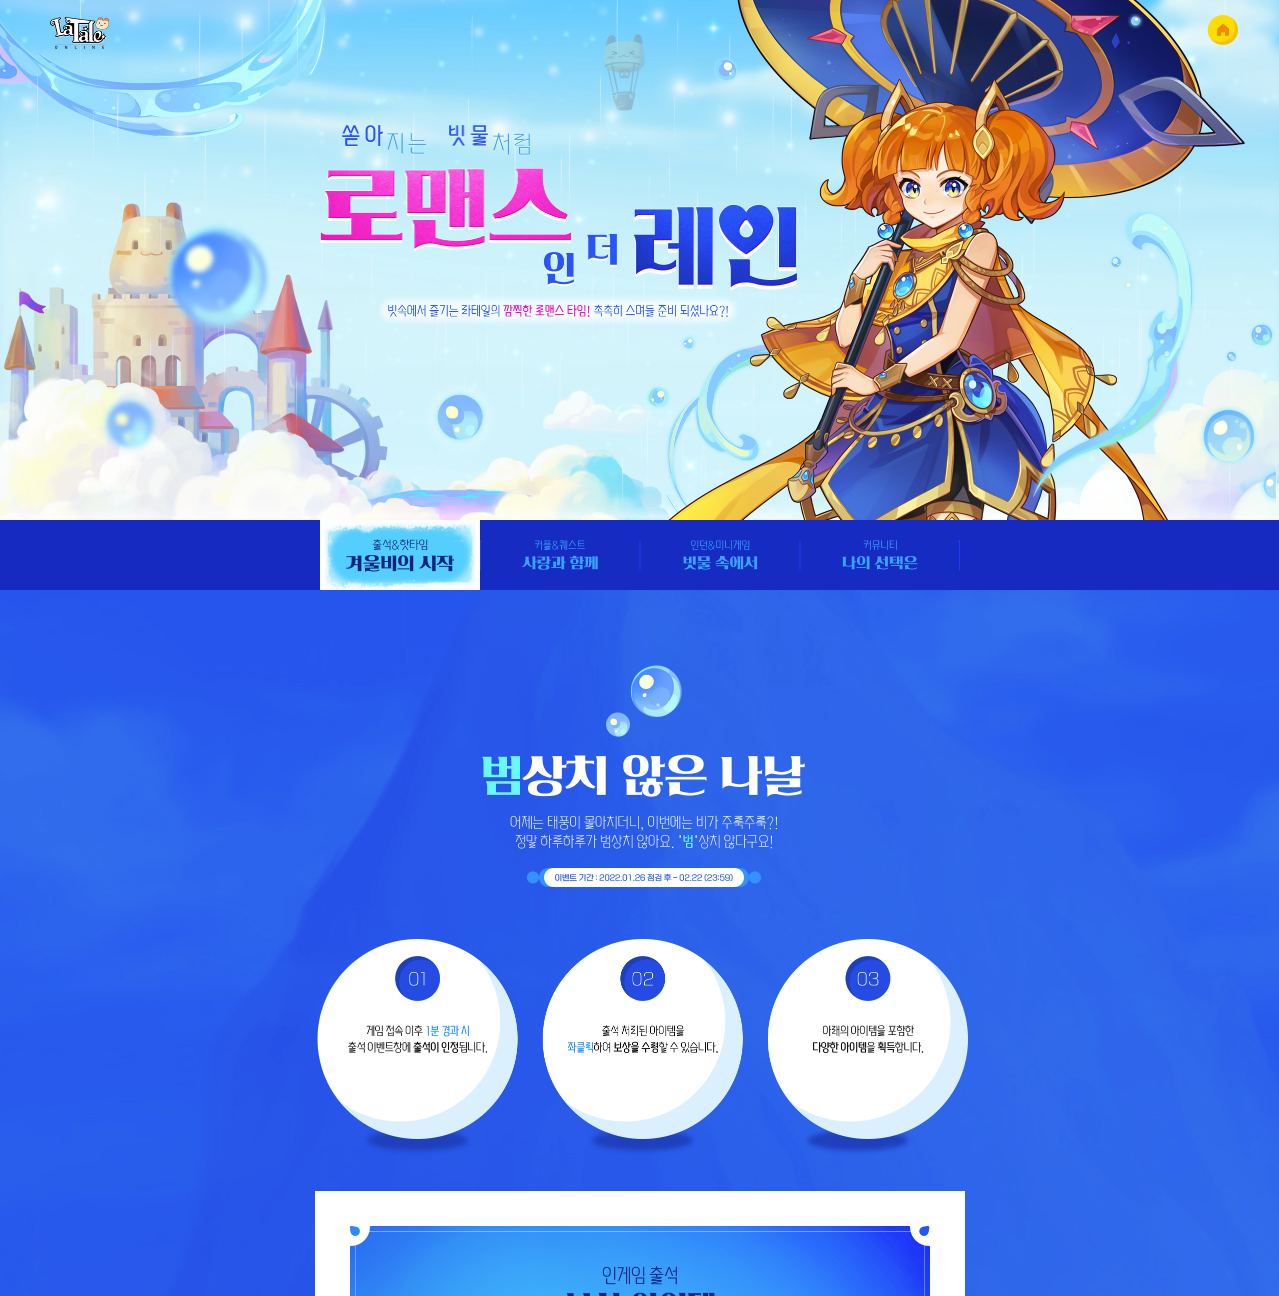 LaTale
ONLINE
쏟아지는 빗물처럼
로맨스
인 더 레인
빗속에서 즐기는 라테일의 깜찍한 로맨스 타임! 촉촉히 스며들 준비 되셨나요?!
출석&핫타임
겨울비의 시작
커플&퀘스트
사랑과 함께
인던&미니게임
빗물 속에서
커뮤니티
나의 선택은
범상치 않은 나날
어제는 태풍이 몰아치더니, 이번에는 비가 주룩주룩?!
정말 하루하루가 범상치 않아요. '범'상치 않다구요!
이벤트 기간 : 2022.01.26 점검 후 ~ 02.22 (23:59)
01
게임 접속 이후 1분 경과 시
출석 이벤트창에 출석이 인정됩니다.
02
출석 처리된 아이템을
좌클릭하여 보상을 수령할 수 있습니다.
03
아래의 아이템을 포함한
다양한 아이템을 획득합니다.
인게임 출석